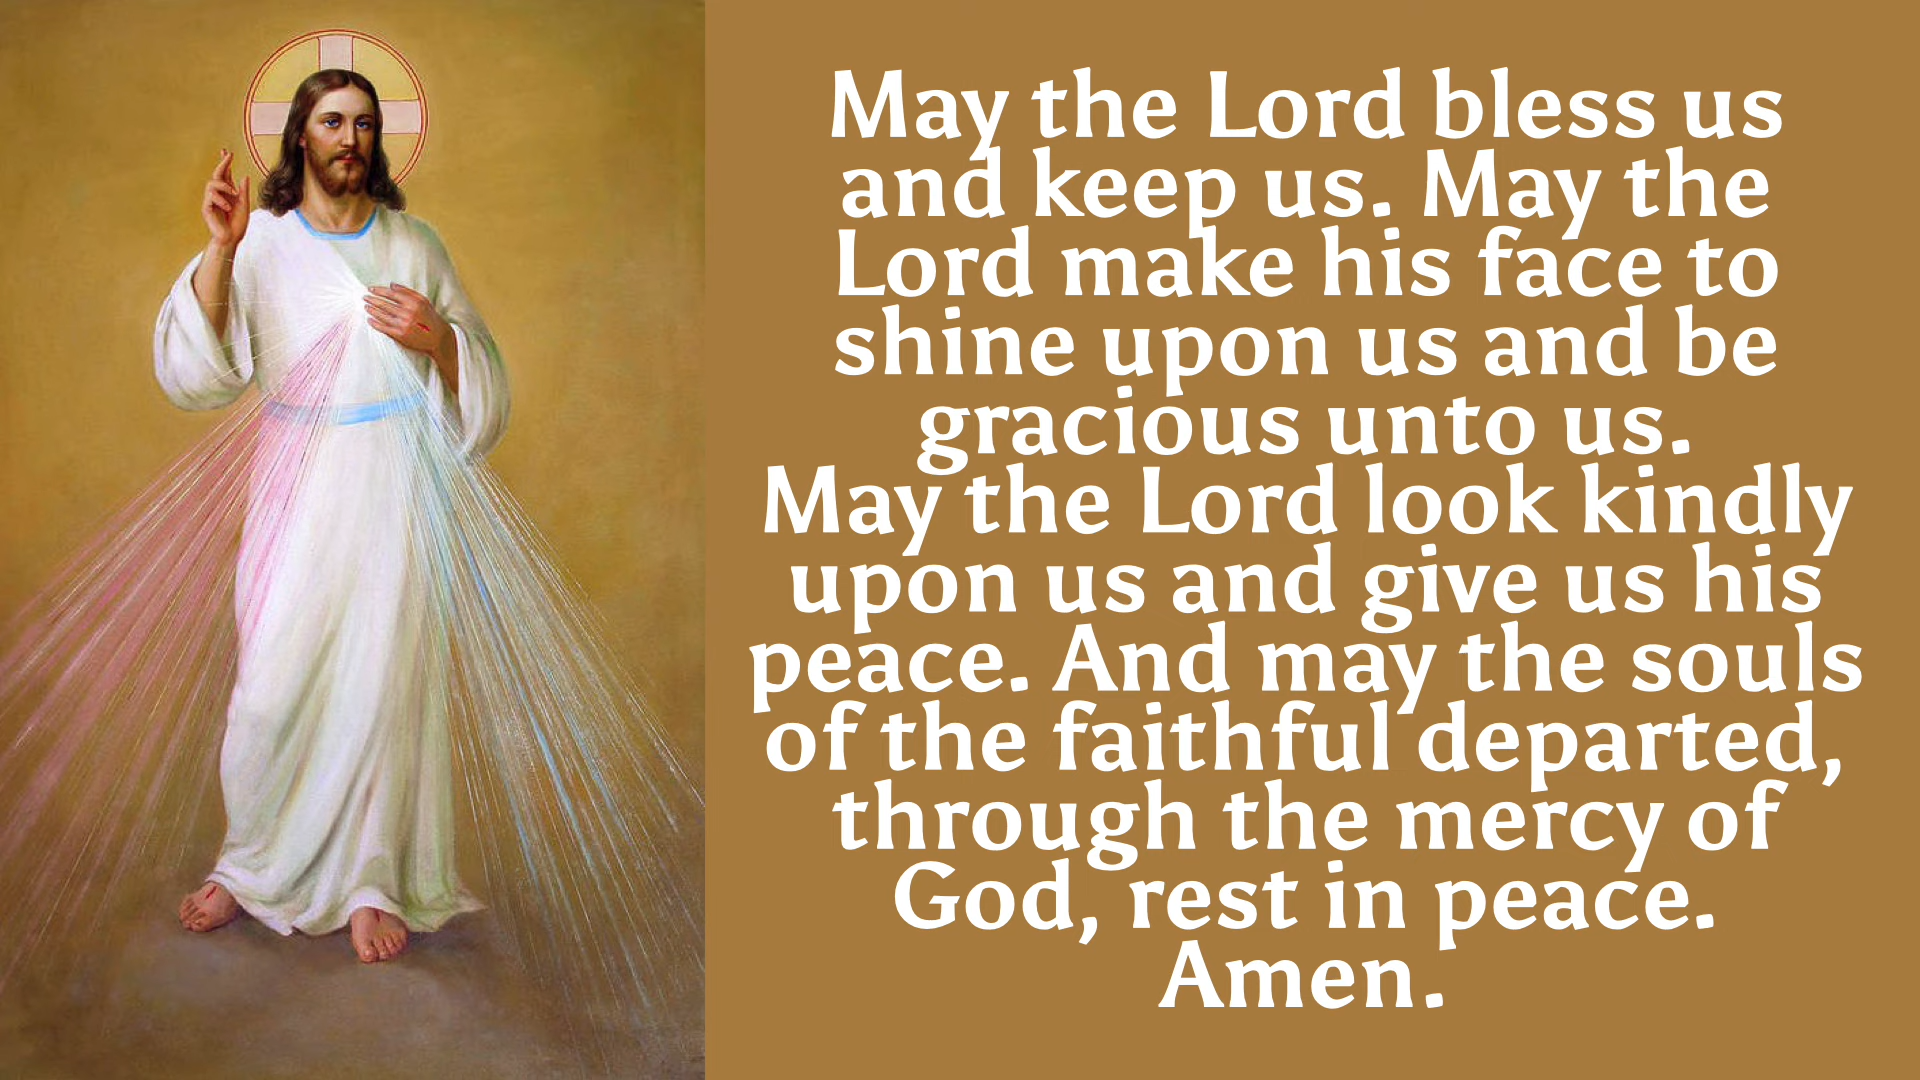 May the Lord bless us
and keep us. May the
Lord make his face to
shine upon us and be
gracious unto us.
May the Lord look kindly
upon us and give us his
peace. And may the souls
of the faithful departed,
through the mercy of
God, rest in peace.
Amen.